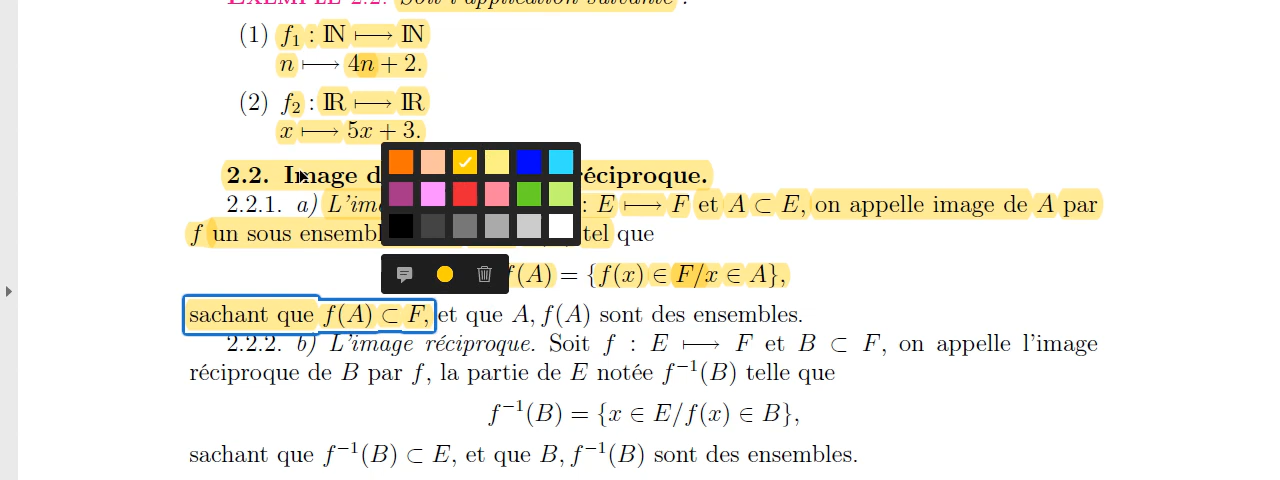 (1) f₁ : ℕ ⟼ ℕ
n ⟼ 4n + 2.
(2) f₂ : ℝ ⟼ ℝ
x ⟼ 5x + 3.
2.2. Image d éciproque.
2.2.1. a) L'im : E ⟼ F et A ⊂ E, on appelle image de A par
f un sous ensembl tel que
f(A) = {f(x) ∈ F/x ∈ A},
sachant que f(A) ⊂ F, et que A, f(A) sont des ensembles.
2.2.2. b) L'image réciproque. Soit f : E ⟼ F et B ⊂ F, on appelle l'image
réciproque de B par f, la partie de E notée f⁻¹(B) telle que
f⁻¹(B) = {x ∈ E/f(x) ∈ B},
sachant que f⁻¹(B) ⊂ E, et que B, f⁻¹(B) sont des ensembles.